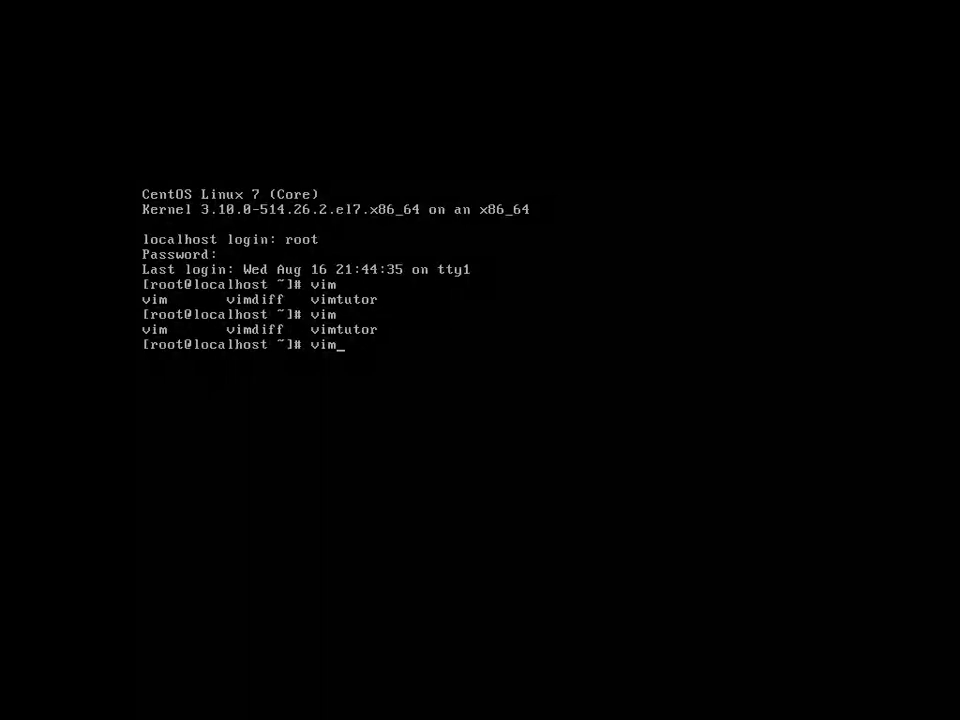 CentOS Linux 7 (Core)
Kernel 3.10.0-514.26.2.el7.x86_64 on an x86_64
localhost login: root
Password:
Last login: Wed Aug 16 21:44:35 on tty1
[root@localhost ~]# vim
vim vimdiff vimtutor
[root@localhost ~]# vim
vim vimdiff vimtutor
[root@localhost ~]# vim_